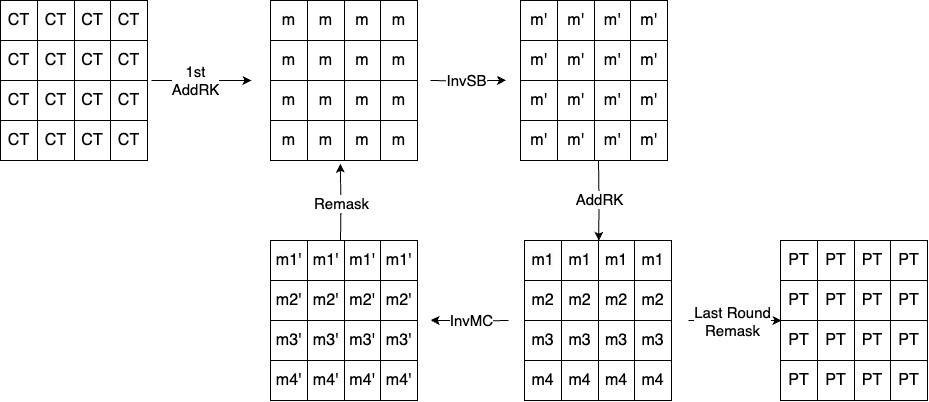 CT CT CT CT
CT CT CT CT
CT CT CT CT
CT CT CT CT
1st
AddRK
m m m m
m m m m
m m m m
m m m m
InvSB
m' m' m' m'
m' m' m' m'
m' m' m' m'
m' m' m' m'
Remask
AddRK
m1' m1' m1' m1'
m2' m2' m2' m2'
m3' m3' m3' m3'
m4' m4' m4' m4'
InvMC
m1 m1 m1 m1
m2 m2 m2 m2
m3 m3 m3 m3
m4 m4 m4 m4
Last Round
Remask
PT PT PT PT
PT PT PT PT
PT PT PT PT
PT PT PT PT